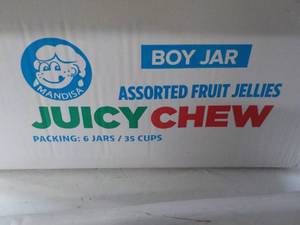 BOY JAR
MANDISA
ASSORTED FRUIT JELLIES
JUICY CHEW
PACKING: 6 JARS / 35 CUPS